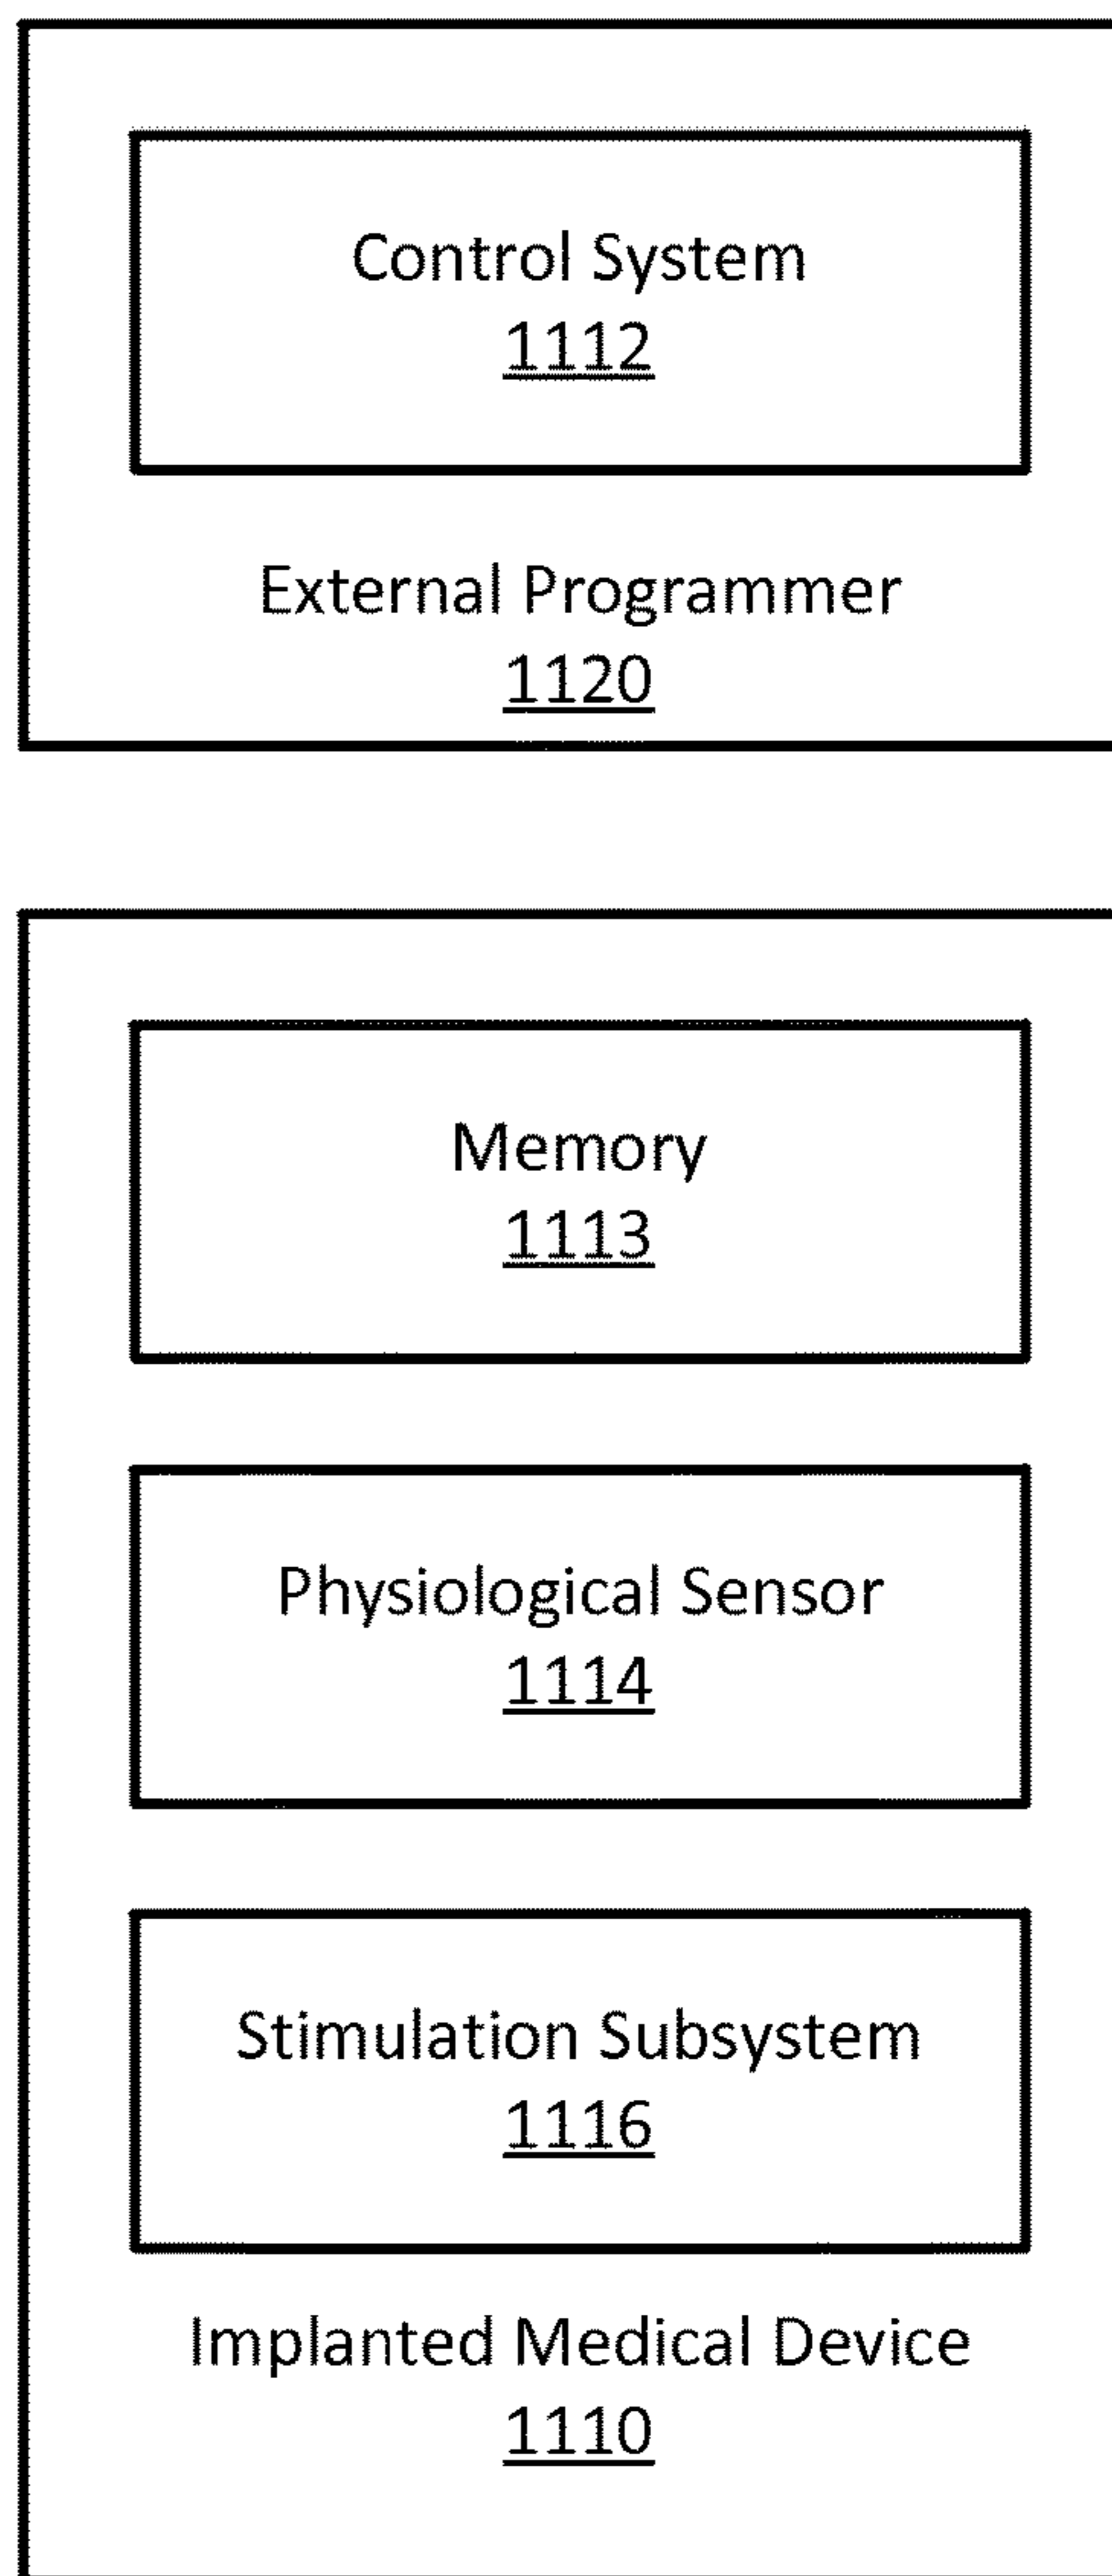 Control System
1112
External Programmer
1120
Memory
1113
Physiological Sensor
1114
Stimulation Subsystem
1116
Implanted Medical Device
1110